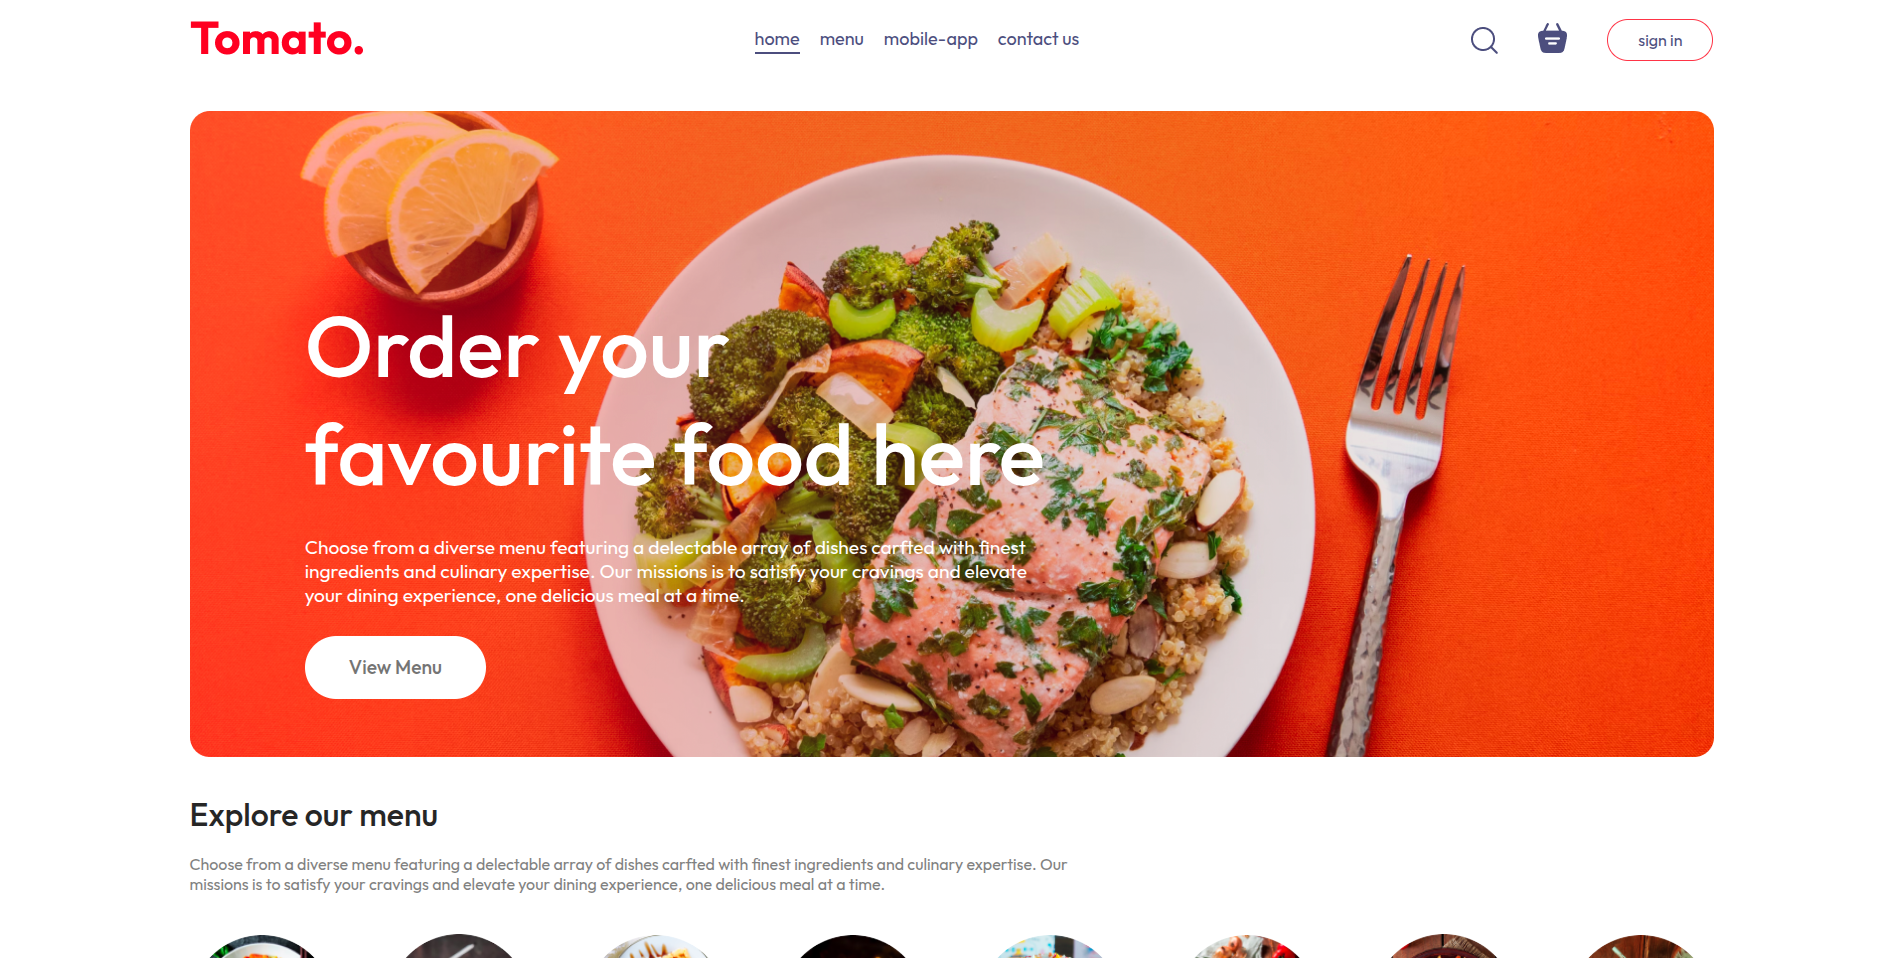 Tomato.
home menu mobile-app contact us
sign in
Order your
favourite food here
Choose from a diverse menu featuring a delectable array of dishes carfted with finest
ingredients and culinary expertise. Our missions is to satisfy your cravings and elevate
your dining experience, one delicious meal at a time.
View Menu
Explore our menu
Choose from a diverse menu featuring a delectable array of dishes carfted with finest ingredients and culinary expertise. Our
missions is to satisfy your cravings and elevate your dining experience, one delicious meal at a time.